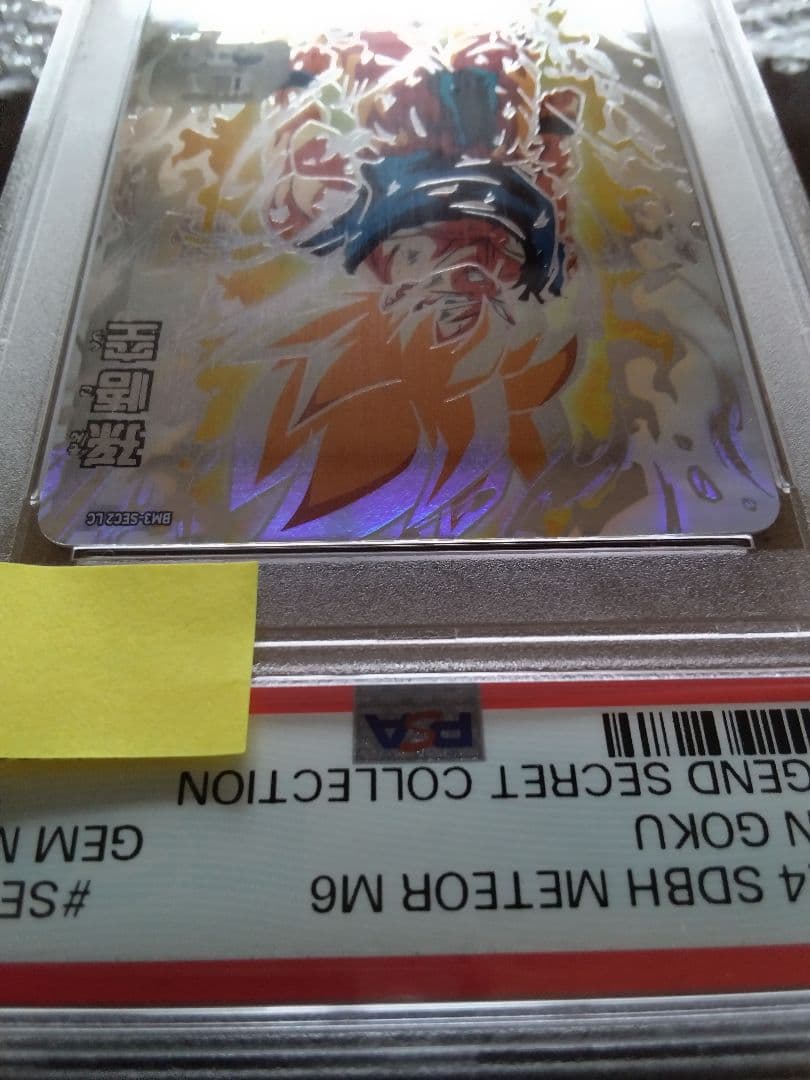 4 SDBH METEOR M6 #SE
N GOKU GEM M
GEND SECRET COLLECTION
PSA
BM3-SEC2 LC
孫悟空